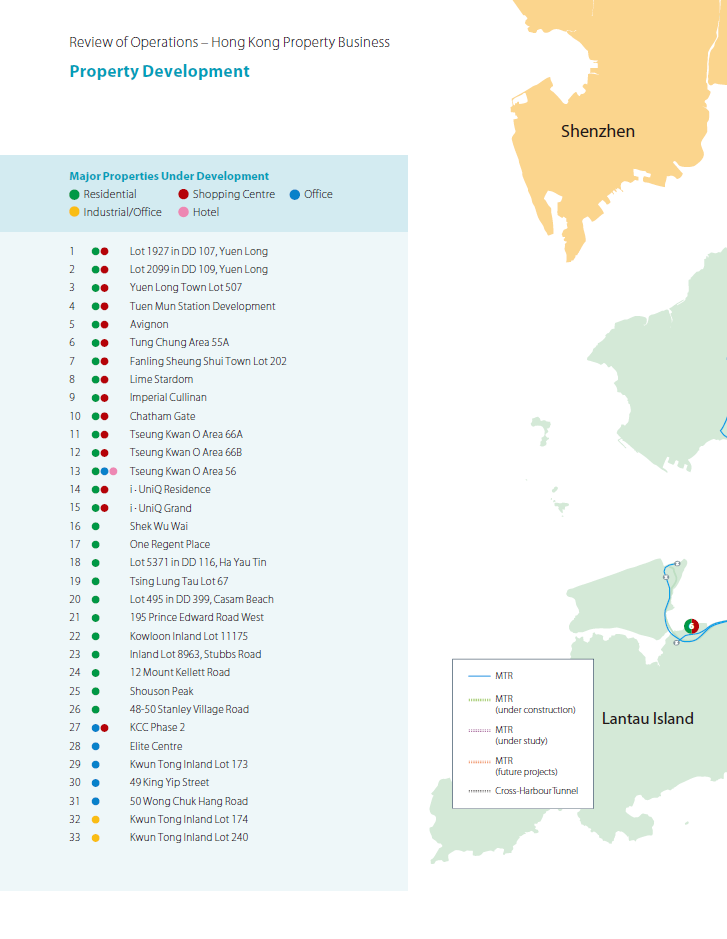 Review of Operations – Hong Kong Property Business
Property Development
Shenzhen
Major Properties Under Development
Residential Shopping Centre Office
Industrial/Office Hotel
1 Lot 1927 in DD 107, Yuen Long
2 Lot 2099 in DD 109, Yuen Long
3 Yuen Long Town Lot 507
4 Tuen Mun Station Development
5 Avignon
6 Tung Chung Area 55A
7 Fanling Sheung Shui Town Lot 202
8 Lime Stardom
9 Imperial Cullinan
10 Chatham Gate
11 Tseung Kwan O Area 66A
12 Tseung Kwan O Area 66B
13 Tseung Kwan O Area 56
14 i · UniQ Residence
15 i · UniQ Grand
16 Shek Wu Wai
17 One Regent Place
18 Lot 5371 in DD 116, Ha Yau Tin
19 Tsing Lung Tau Lot 67
20 Lot 495 in DD 399, Casam Beach
21 195 Prince Edward Road West
22 Kowloon Inland Lot 11175
23 Inland Lot 8963, Stubbs Road
24 12 Mount Kellett Road
25 Shouson Peak
26 48-50 Stanley Village Road
27 KCC Phase 2
28 Elite Centre
29 Kwun Tong Inland Lot 173
30 49 King Yip Street
31 50 Wong Chuk Hang Road
32 Kwun Tong Inland Lot 174
33 Kwun Tong Inland Lot 240
6
MTR
MTR
(under construction)
MTR
(under study)
MTR
(future projects)
Cross-Harbour Tunnel
Lantau Island